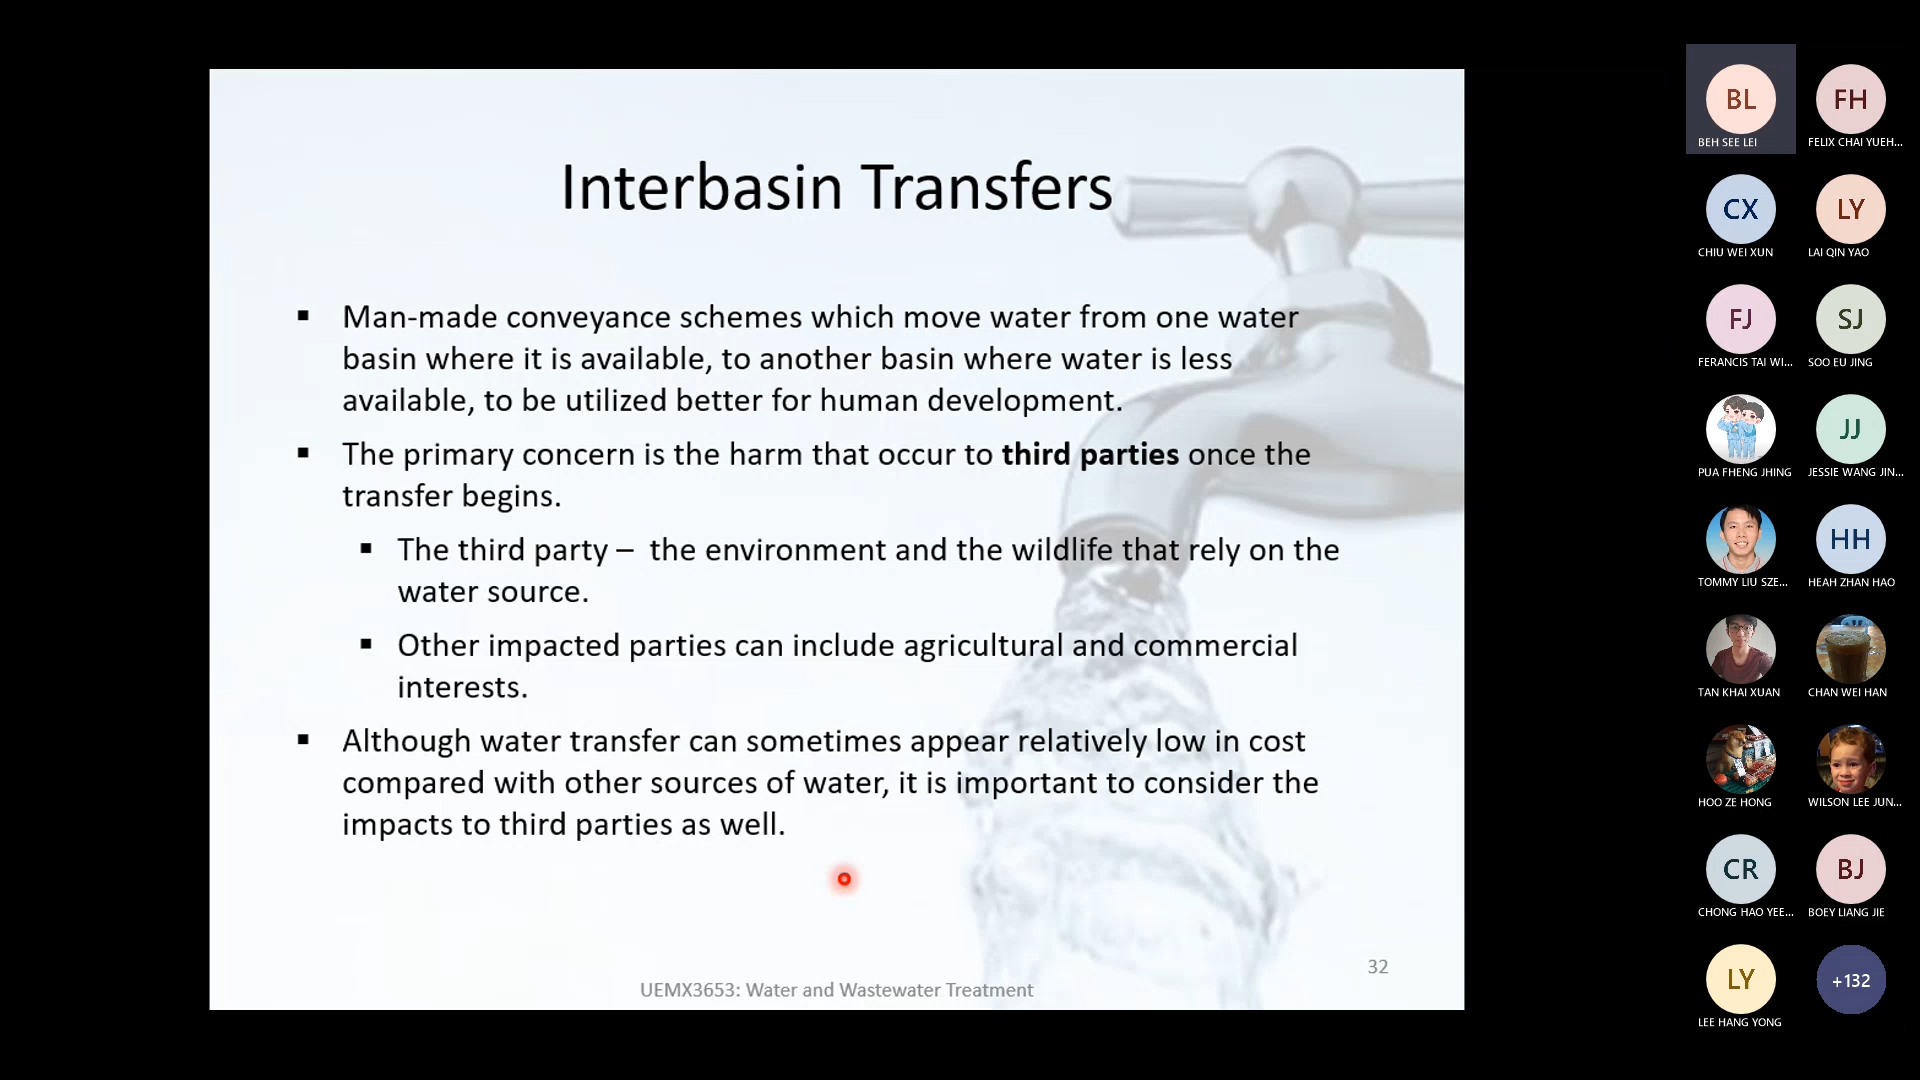 Interbasin Transfers
▪ Man-made conveyance schemes which move water from one water
basin where it is available, to another basin where water is less
available, to be utilized better for human development.
▪ The primary concern is the harm that occur to third parties once the
transfer begins.
▪ The third party – the environment and the wildlife that rely on the
water source.
▪ Other impacted parties can include agricultural and commercial
interests.
▪ Although water transfer can sometimes appear relatively low in cost
compared with other sources of water, it is important to consider the
impacts to third parties as well.
32
UEMX3653: Water and Wastewater Treatment
BL
BEH SEE LEI
FH
FELIX CHAI YUEH...
CX
CHIU WEI XUN
LY
LAI QIN YAO
FJ
FERANCIS TAI WI...
SJ
SOO EU JING
PUA FHENG JHING
JJ
JESSIE WANG JIN...
TOMMY LIU SZE...
HH
HEAH ZHAN HAO
TAN KHAI XUAN
CHAN WEI HAN
HOO ZE HONG
WILSON LEE JUN...
CR
CHONG HAO YEE...
BJ
BOEY LIANG JIE
LY
LEE HANG YONG
+132